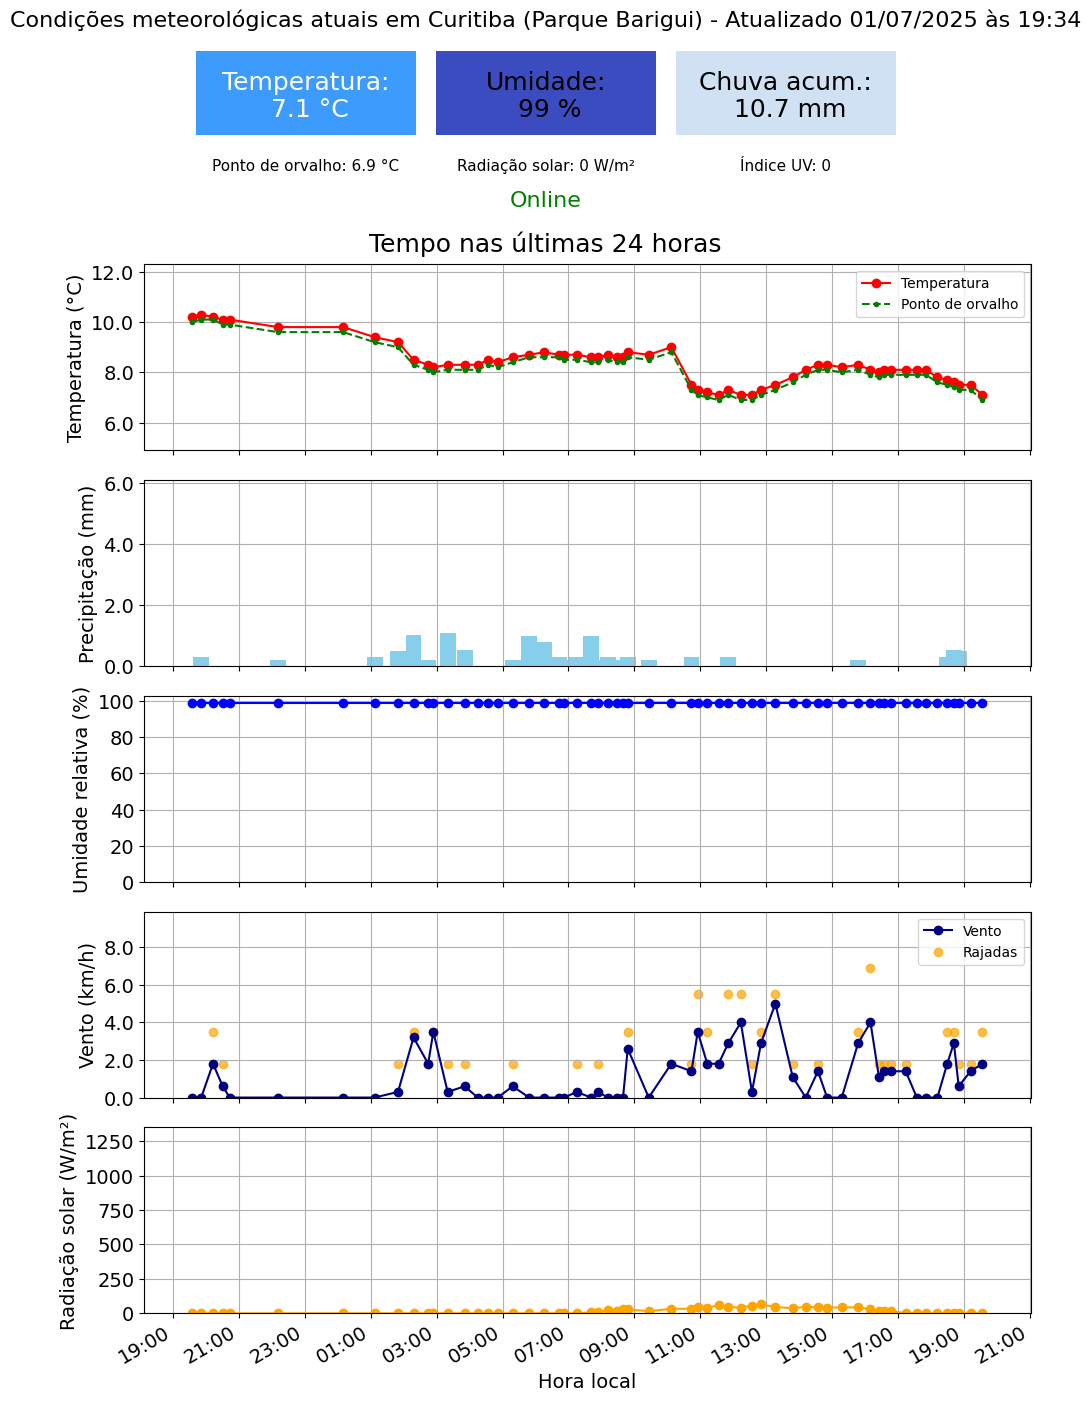 Condições meteorológicas atuais em Curitiba (Parque Barigui) - Atualizado 01/07/2025 às 19:34
Temperatura:
7.1 °C
Umidade:
99 %
Chuva acum.:
10.7 mm
Ponto de orvalho: 6.9 °C
Radiação solar: 0 W/m²
Índice UV: 0
Online
Tempo nas últimas 24 horas
Temperatura (°C)
12.0
10.0
8.0
6.0
Temperatura
Ponto de orvalho
Precipitação (mm)
6.0
4.0
2.0
0.0
Umidade relativa (%)
100
80
60
40
20
0
Vento (km/h)
8.0
6.0
4.0
2.0
0.0
Vento
Rajadas
Radiação solar (W/m²)
1250
1000
750
500
250
0
19:00
21:00
23:00
01:00
03:00
05:00
07:00
09:00
11:00
13:00
15:00
17:00
19:00
21:00
Hora local